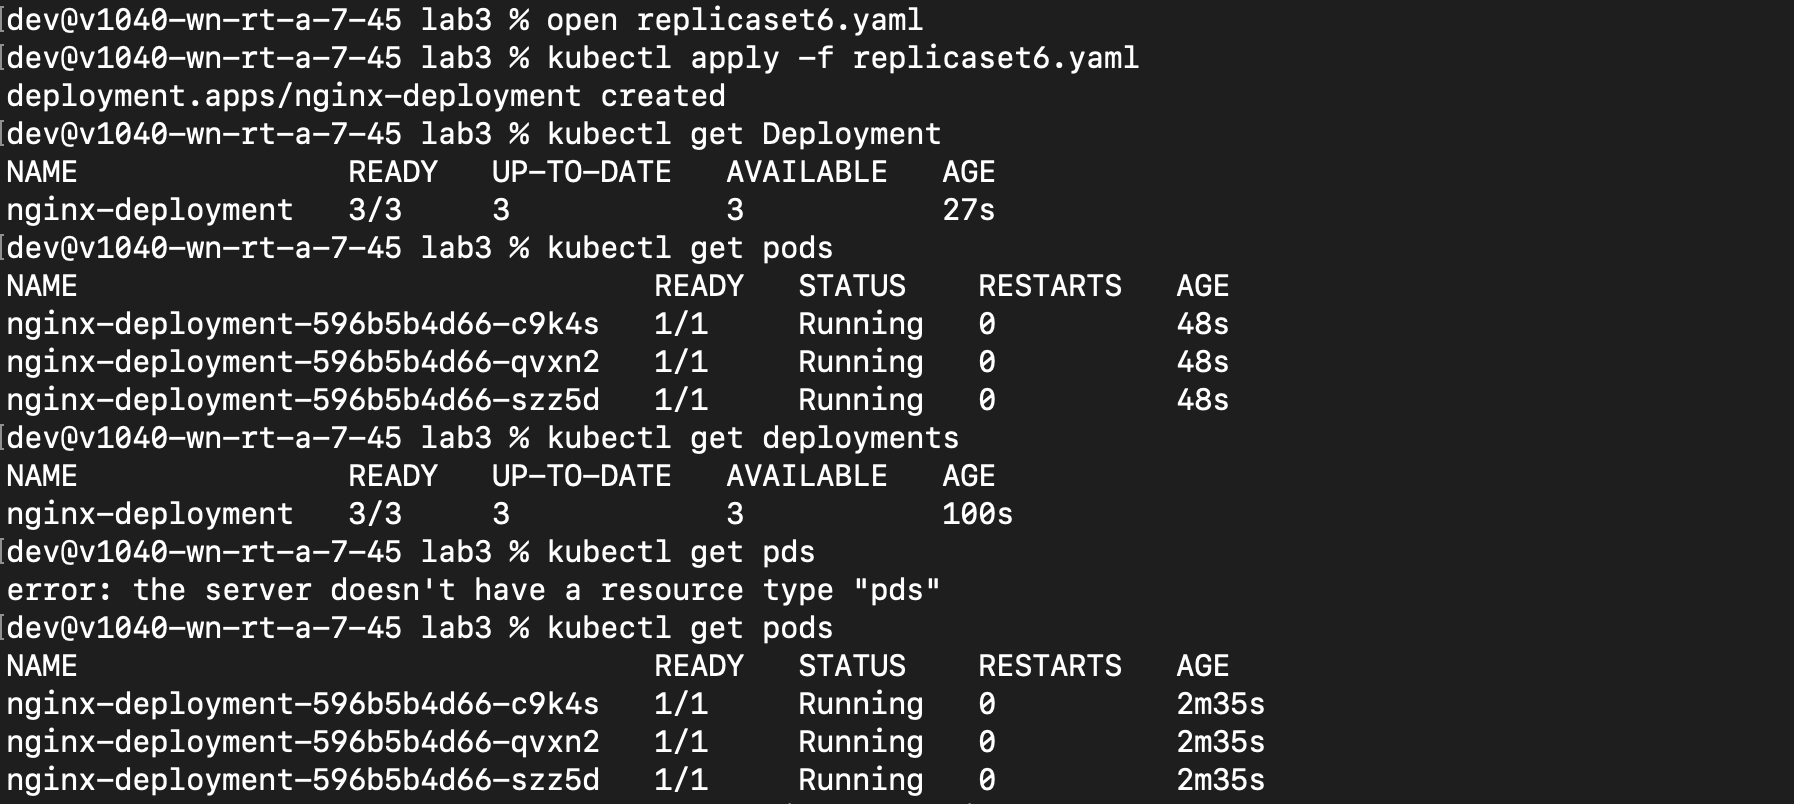 [dev@v1040-wn-rt-a-7-45 lab3 % open replicaset6.yaml
[dev@v1040-wn-rt-a-7-45 lab3 % kubectl apply -f replicaset6.yaml
deployment.apps/nginx-deployment created
[dev@v1040-wn-rt-a-7-45 lab3 % kubectl get Deployment
NAME               READY   UP-TO-DATE   AVAILABLE   AGE
nginx-deployment   3/3     3            3           27s
[dev@v1040-wn-rt-a-7-45 lab3 % kubectl get pods
NAME                                READY   STATUS    RESTARTS   AGE
nginx-deployment-596b5b4d66-c9k4s   1/1     Running   0          48s
nginx-deployment-596b5b4d66-qvxn2   1/1     Running   0          48s
nginx-deployment-596b5b4d66-szz5d   1/1     Running   0          48s
[dev@v1040-wn-rt-a-7-45 lab3 % kubectl get deployments
NAME               READY   UP-TO-DATE   AVAILABLE   AGE
nginx-deployment   3/3     3            3           100s
[dev@v1040-wn-rt-a-7-45 lab3 % kubectl get pds
error: the server doesn't have a resource type "pds"
[dev@v1040-wn-rt-a-7-45 lab3 % kubectl get pods
NAME                                READY   STATUS    RESTARTS   AGE
nginx-deployment-596b5b4d66-c9k4s   1/1     Running   0          2m35s
nginx-deployment-596b5b4d66-qvxn2   1/1     Running   0          2m35s
nginx-deployment-596b5b4d66-szz5d   1/1     Running   0          2m35s